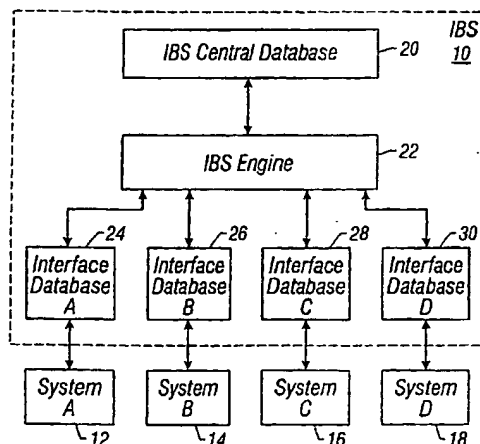 IBS
10
IBS Central Database
20
IBS Engine
22
24
26
28
30
Interface
Database
A
Interface
Database
B
Interface
Database
C
Interface
Database
D
System
A
System
B
System
C
System
D
12
14
16
18